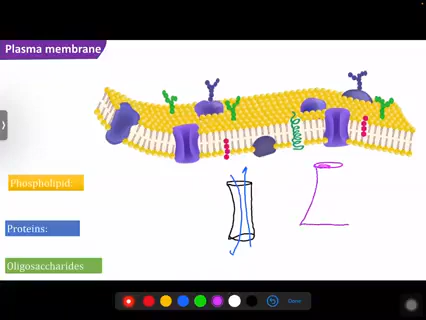 Plasma membrane
Phospholipid:
Proteins:
Oligosaccharides
Done